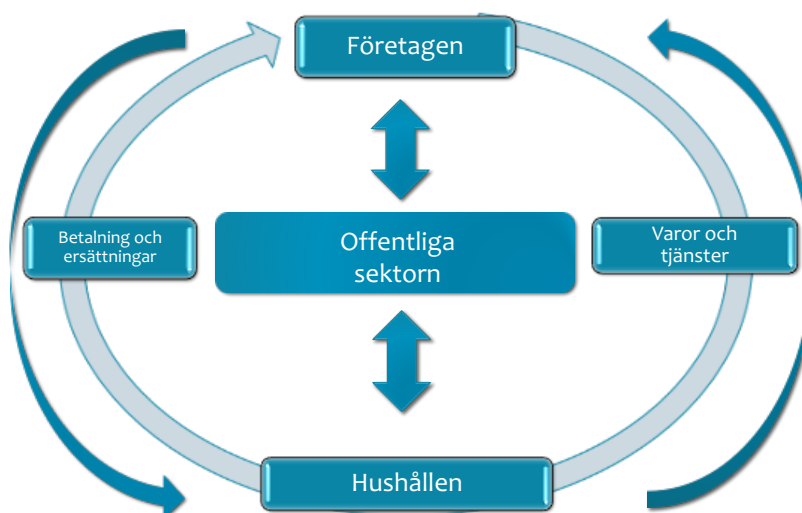 Företagen
Betalning och
ersättningar
Offentliga
sektorn
Varor och
tjänster
Hushållen